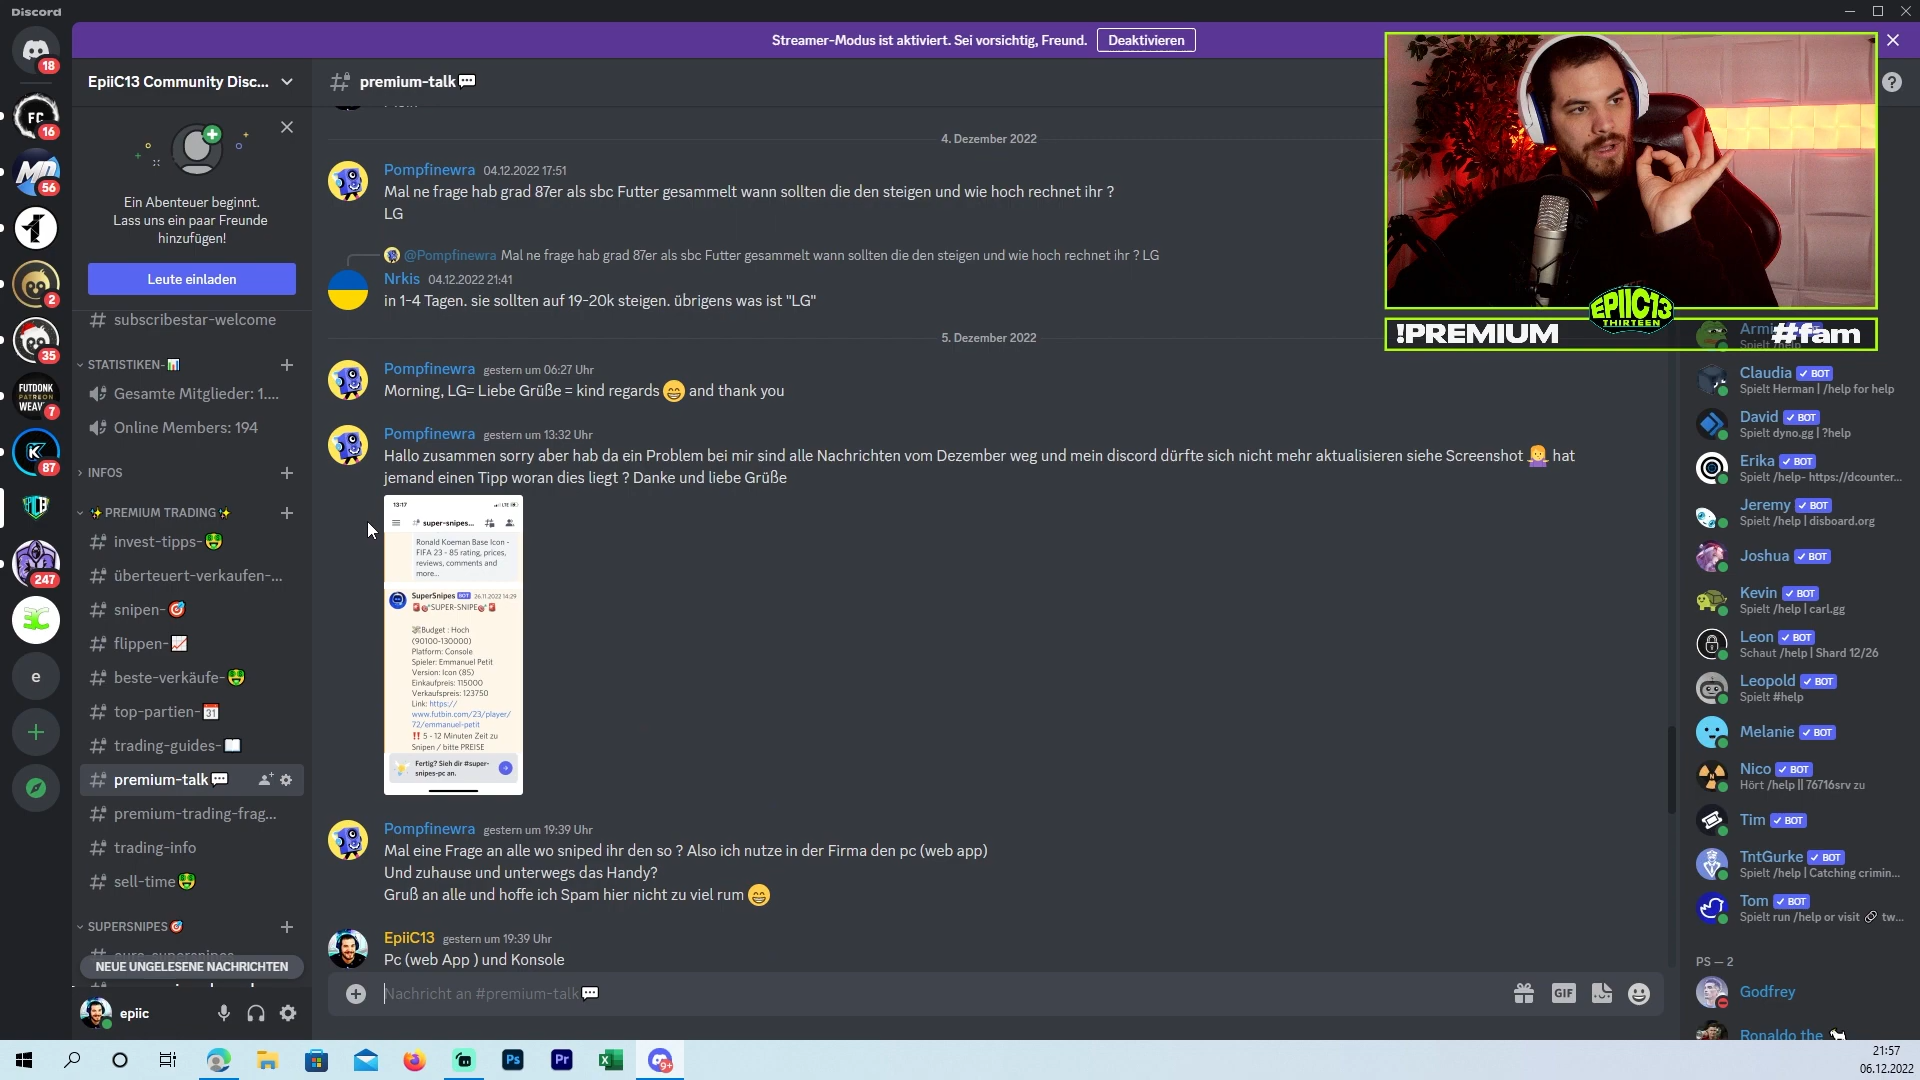 Discord
Streamer-Modus ist aktiviert. Sei vorsichtig, Freund.
Deaktivieren
18
16
56
2
35
7
87
247
e
FC
FUTDONK
PATREON
WEAV
EpiiC13 Community Disc...
Ein Abenteuer beginnt.
Lass uns ein paar Freunde
hinzufügen!
Leute einladen
subscribestar-welcome
STATISTIKEN-📊
Gesamte Mitglieder: 1....
Online Members: 194
INFOS
✨PREMIUM TRADING✨
invest-tipps-🤑
überteuert-verkaufen-...
snipen-🎯
flippen-📈
beste-verkäufe-🤑
top-partien-📅
trading-guides-📖
premium-talk💬
premium-trading-frag...
trading-info
sell-time🤑
SUPERSNIPES🎯
NEUE UNGELESENE NACHRICHTEN
epiic
premium-talk💬
4. Dezember 2022
Pompfinewra 04.12.2022 17:51
Mal ne frage hab grad 87er als sbc Futter gesammelt wann sollten die den steigen und wie hoch rechnet ihr ?
LG
@Pompfinewra Mal ne frage hab grad 87er als sbc Futter gesammelt wann sollten die den steigen und wie hoch rechnet ihr ? LG
Nrkis 04.12.2022 21:41
in 1-4 Tagen. sie sollten auf 19-20k steigen. übrigens was ist "LG"
5. Dezember 2022
Pompfinewra gestern um 06:27 Uhr
Morning, LG= Liebe Grüße = kind regards 😄 and thank you
Pompfinewra gestern um 13:32 Uhr
Hallo zusammen sorry aber hab da ein Problem bei mir sind alle Nachrichten vom Dezember weg und mein discord dürfte sich nicht mehr aktualisieren siehe Screenshot 🤷‍♀️ hat
jemand einen Tipp woran dies liegt ? Danke und liebe Grüße
13:17
LTE
super-snipes...
Ronald Koeman Base Icon -
FIFA 23 - 85 rating, prices,
reviews, comments and
more...
SuperSnipes BOT 26.11.2022 14:29
🚨🎯*SUPER-SNIPE🎯*🚨
💸Budget : Hoch
(90100-130000)
Platform: Console
Spieler: Emmanuel Petit
Version: Icon (85)
Einkaufpreis: 115000
Verkaufspreis: 123750
Link: https://
www.futbin.com/23/player/
72/emmanuel-petit
‼️ 5 - 12 Minuten Zeit zu
Snipen / bitte PREISE
Fertig? Sieh dir #super-
snipes-pc an.
Pompfinewra gestern um 19:39 Uhr
Mal eine Frage an alle wo sniped ihr den so ? Also ich nutze in der Firma den pc (web app)
Und zuhause und unterwegs das Handy?
Gruß an alle und hoffe ich Spam hier nicht zu viel rum 😄
EpiiC13 gestern um 19:39 Uhr
Pc (web App ) und Konsole
Nachricht an #premium-talk💬
GIF
EPIIC13
THIRTEEN
!PREMIUM
#fam
Claudia BOT
Spielt Herman | /help for help
David BOT
Spielt dyno.gg | ?help
Erika BOT
Spielt /help- https://dcounter...
Jeremy BOT
Spielt /help | disboard.org
Joshua BOT
Kevin BOT
Spielt /help | carl.gg
Leon BOT
Schaut /help | Shard 12/26
Leopold BOT
Spielt #help
Melanie BOT
Nico BOT
Hört /help || 76716srv zu
Tim BOT
TntGurke BOT
Spielt /help | Catching crimin...
Tom BOT
Spielt run /help or visit 🔗 tw...
PS — 2
Godfrey
Ronaldo the
Ps
Pr
9+
21:57
06.12.2022